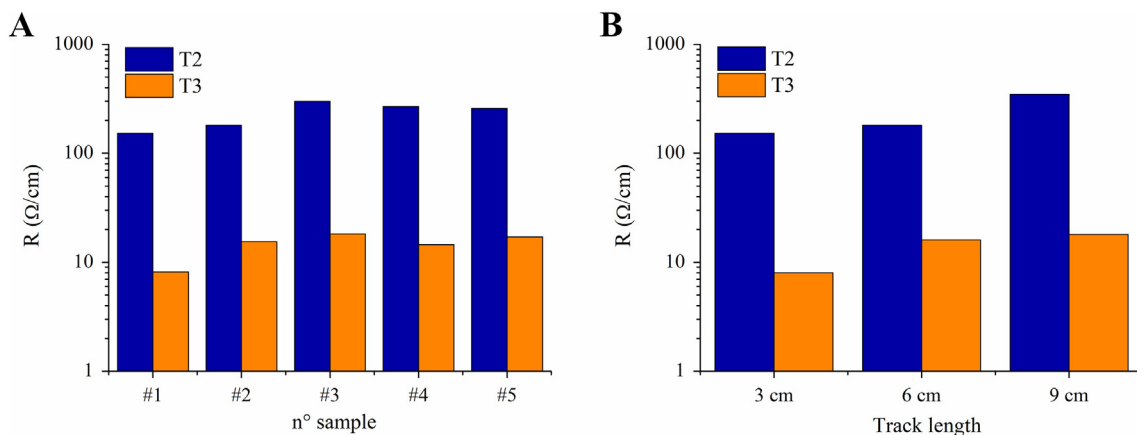 A
1000
100
10
1
R (Ω/cm)
T2
T3
#1 #2 #3 #4 #5
n° sample
B
1000
100
10
1
R (Ω/cm)
T2
T3
3 cm 6 cm 9 cm
Track length